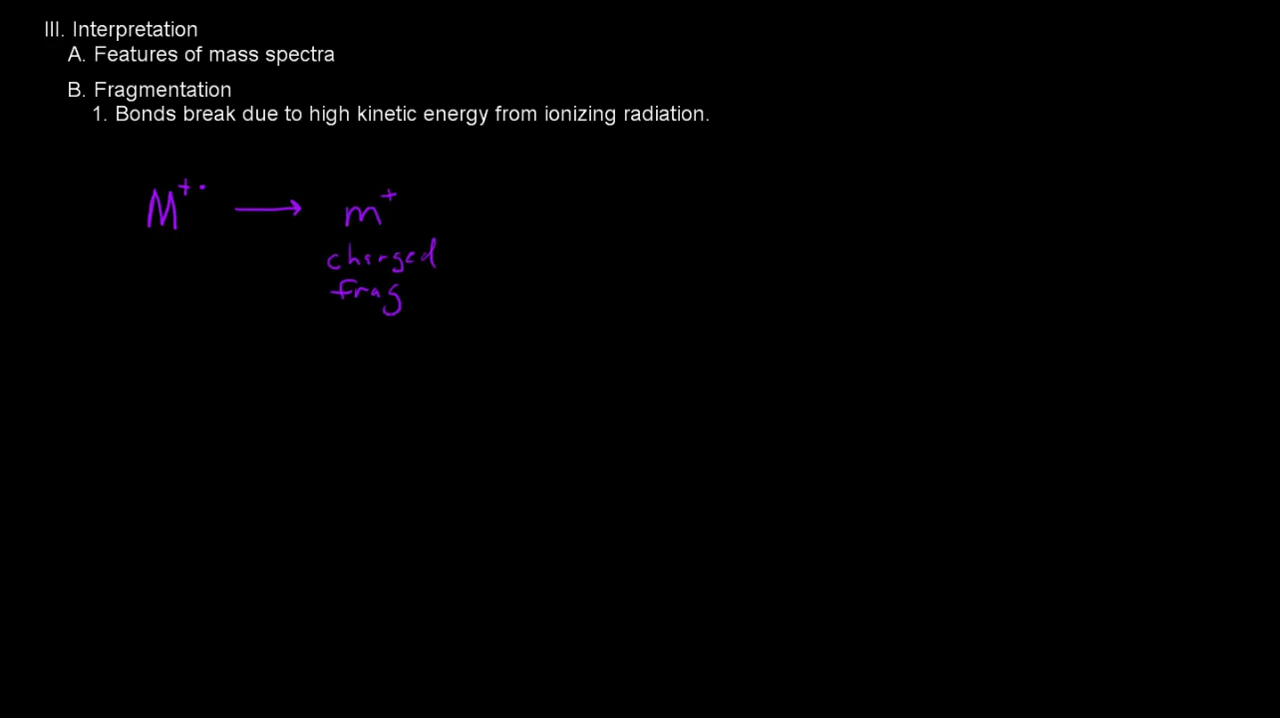 III. Interpretation
A. Features of mass spectra
B. Fragmentation
1. Bonds break due to high kinetic energy from ionizing radiation.
M⁺· → m⁺
charged
frag